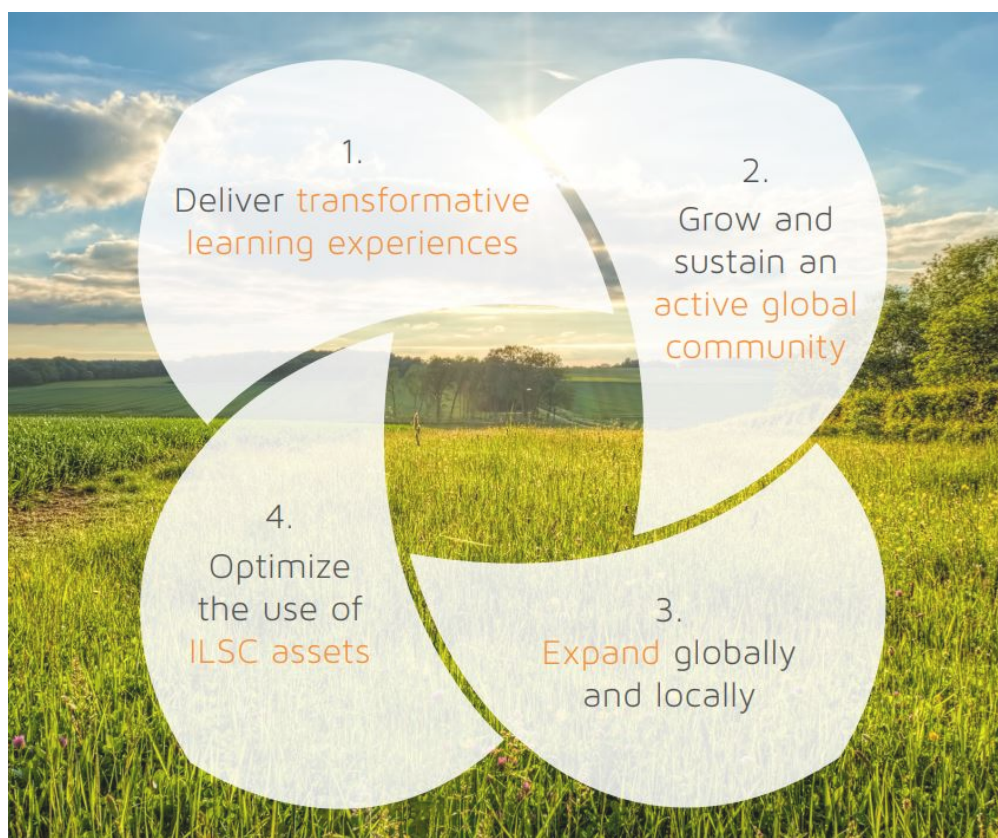 1.
Deliver transformative
learning experiences
2.
Grow and
sustain an
active global
community
3.
Expand globally
and locally
4.
Optimize
the use of
ILSC assets